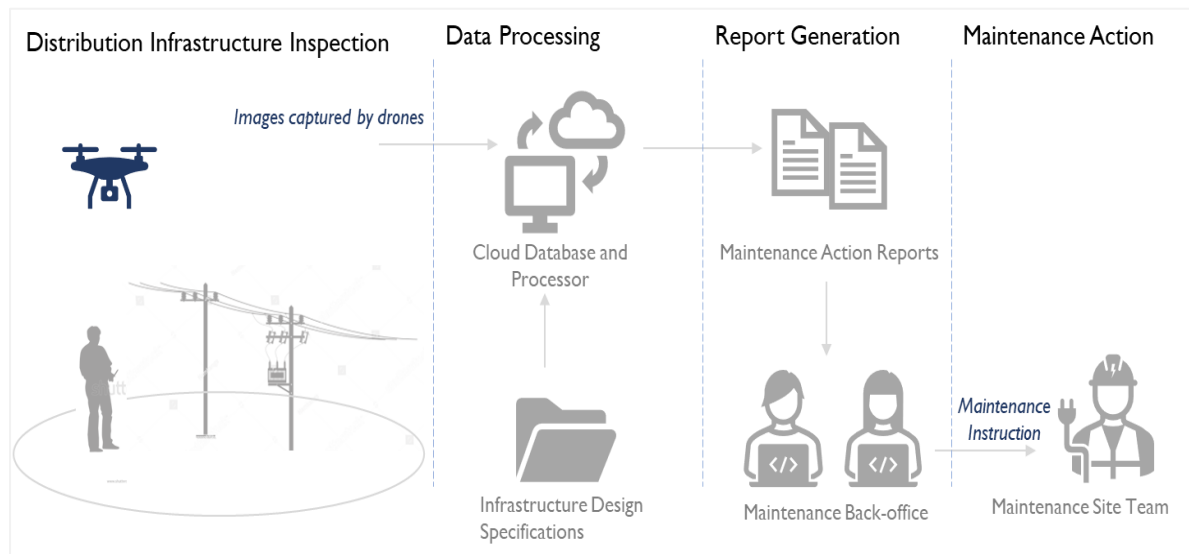 Distribution Infrastructure Inspection
Data Processing
Report Generation
Maintenance Action
Images captured by drones
Cloud Database and
Processor
Maintenance Action Reports
Infrastructure Design
Specifications
</>
</>
Maintenance Back-office
Maintenance
Instruction
Maintenance Site Team